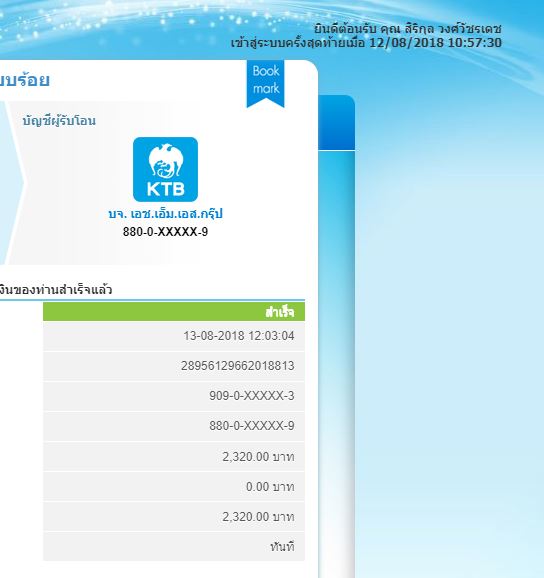 ยินดีต้อนรับ คุณ สิริกุล วงศ์วัชรเดช
เข้าสู่ระบบครั้งสุดท้ายเมื่อ 12/08/2018 10:57:30
บบร้อย
Book
mark
บัญชีผู้รับโอน
KTB
บจ. เอช.เอ็ม.เอส.กรุ๊ป
880-0-XXXXX-9
งินของท่านสำเร็จแล้ว
สำเร็จ
13-08-2018 12:03:04
28956129662018813
909-0-XXXXX-3
880-0-XXXXX-9
2,320.00 บาท
0.00 บาท
2,320.00 บาท
ทันที